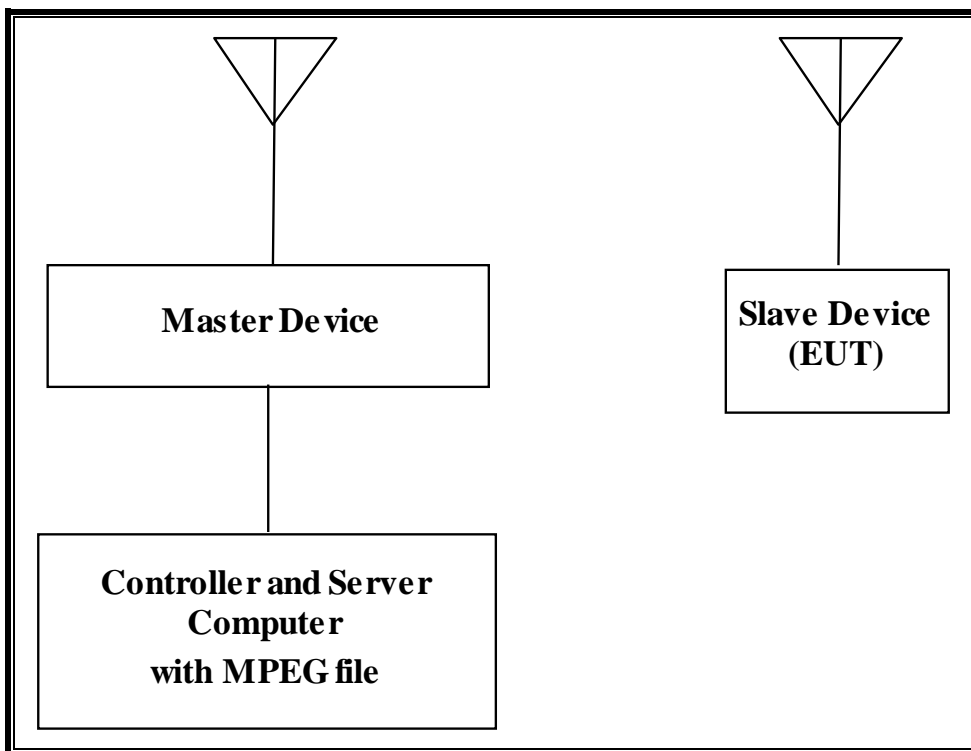 Master Device
Slave Device
(EUT)
Controller and Server
Computer
with MPEG file